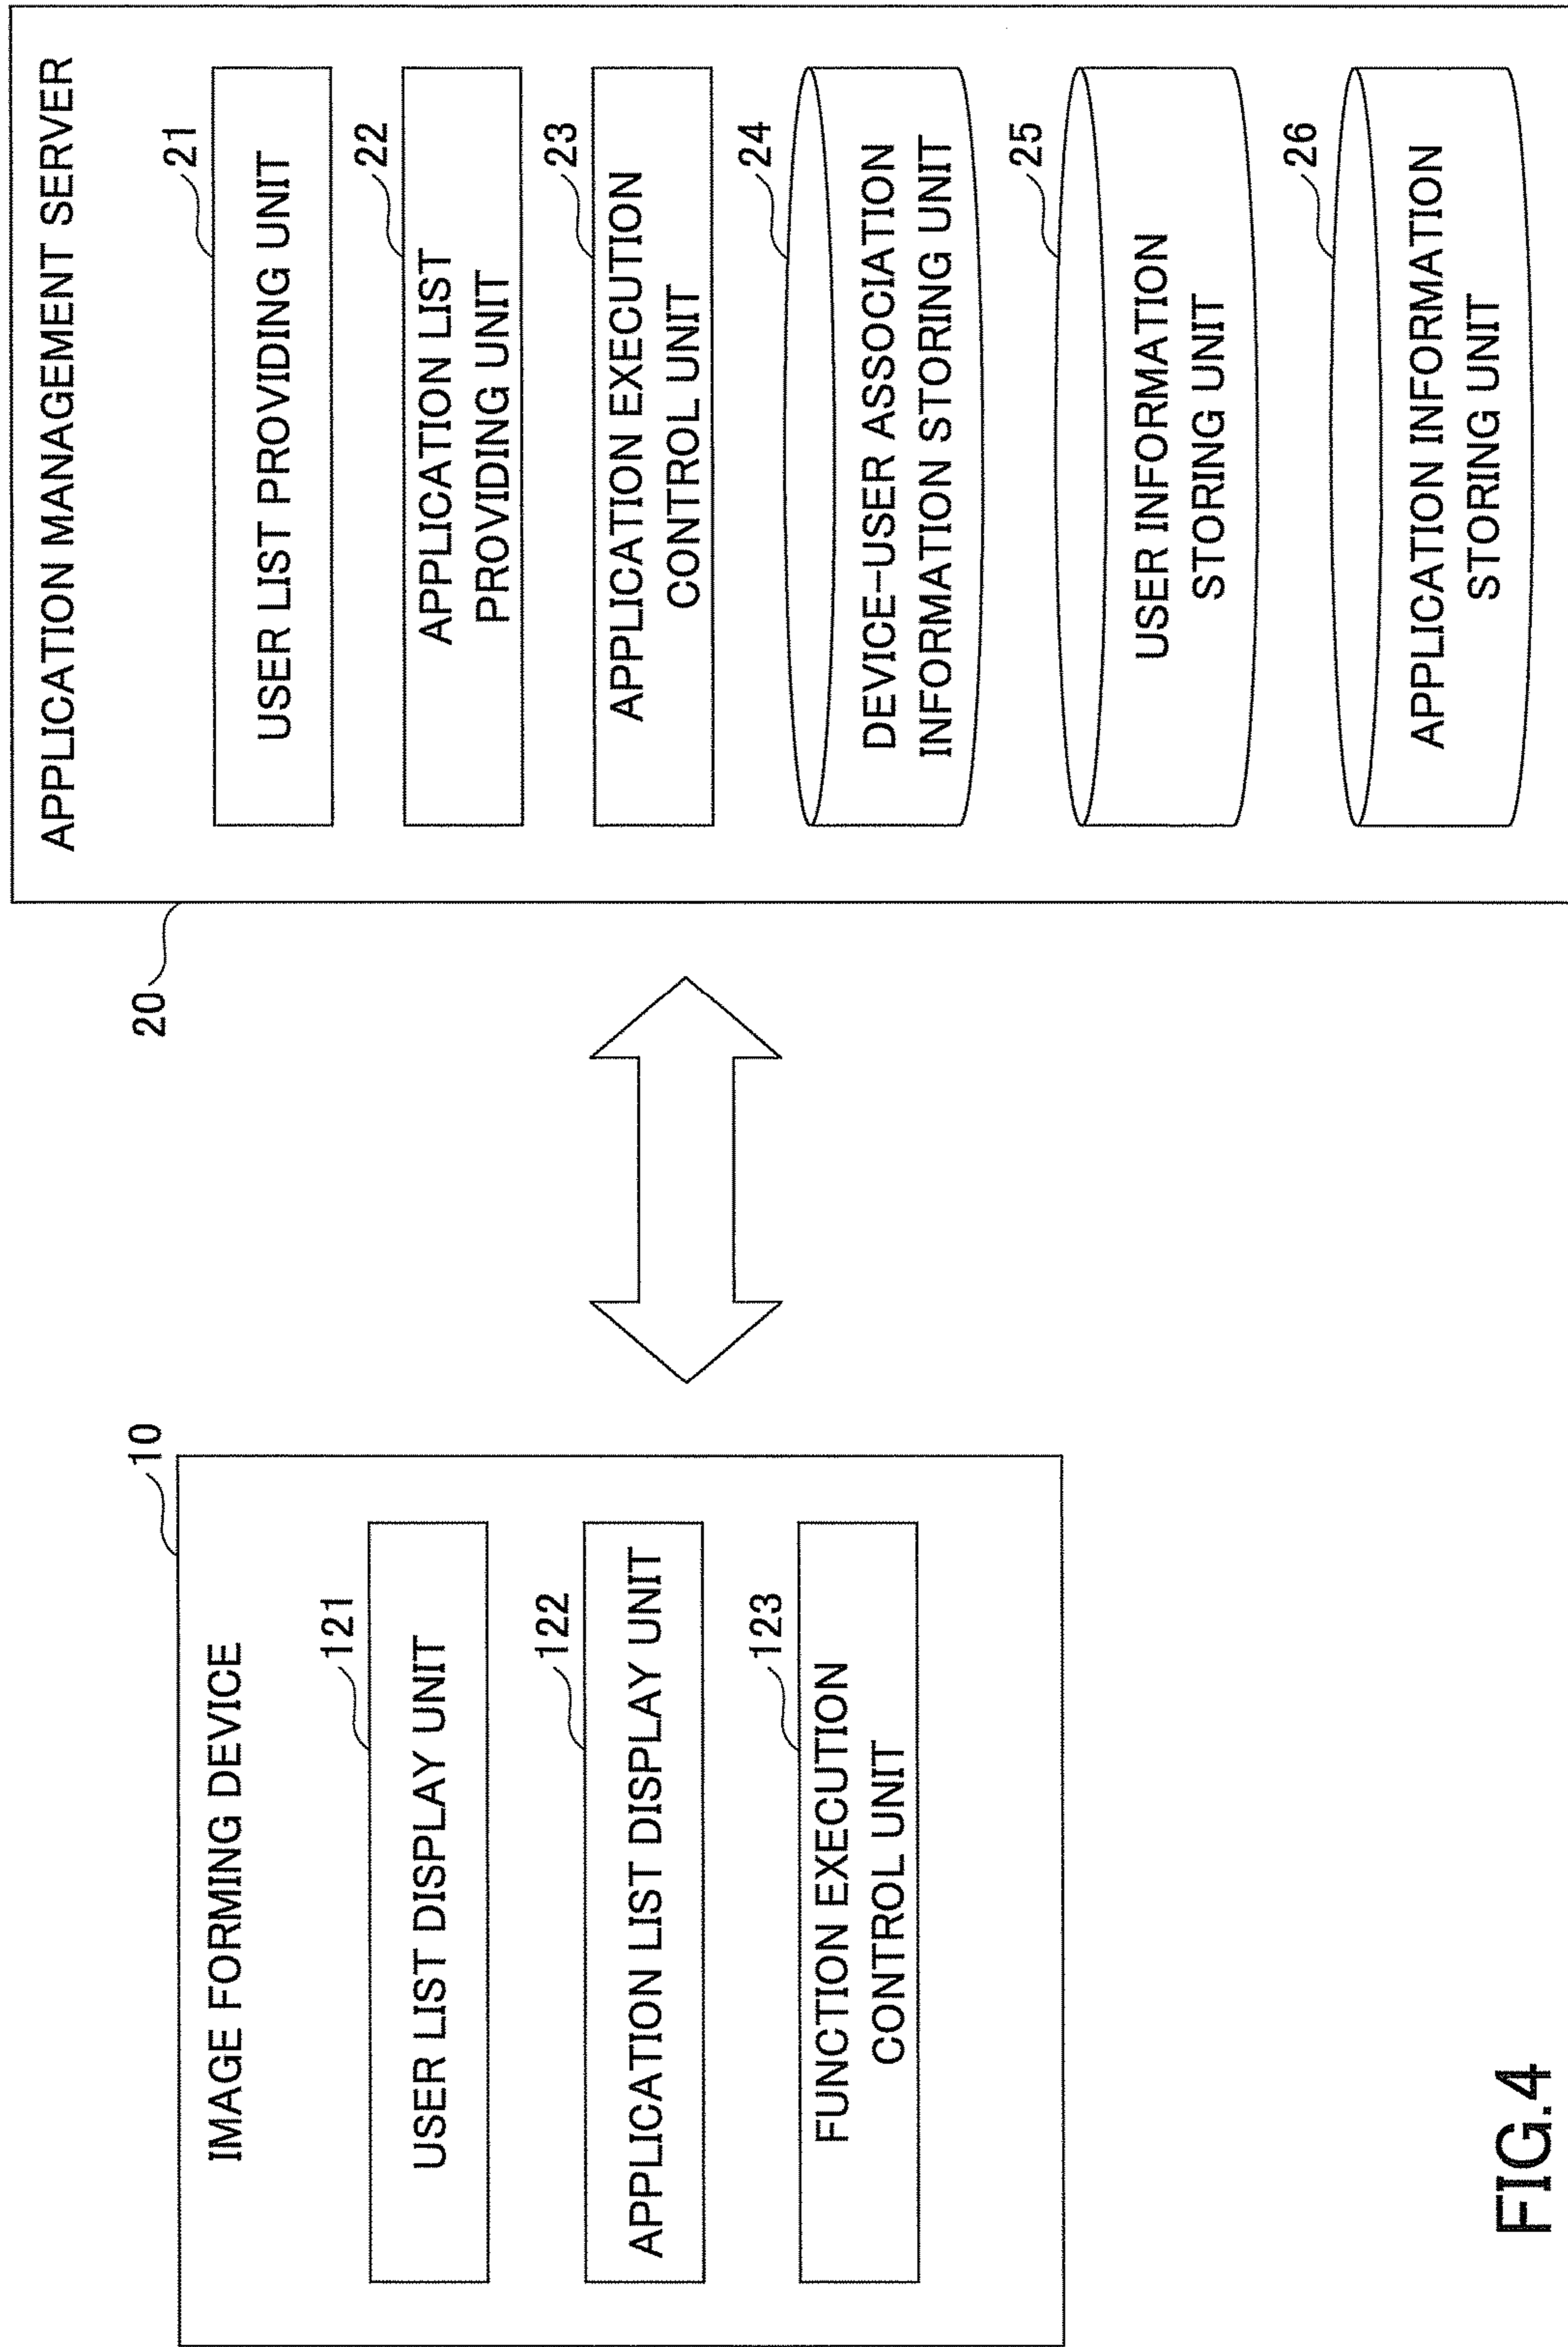 FIG.4
10
IMAGE FORMING DEVICE
121
USER LIST DISPLAY UNIT
122
APPLICATION LIST DISPLAY UNIT
123
FUNCTION EXECUTION
CONTROL UNIT
20
APPLICATION MANAGEMENT SERVER
21
USER LIST PROVIDING UNIT
22
APPLICATION LIST
PROVIDING UNIT
23
APPLICATION EXECUTION
CONTROL UNIT
24
DEVICE-USER ASSOCIATION
INFORMATION STORING UNIT
25
USER INFORMATION
STORING UNIT
26
APPLICATION INFORMATION
STORING UNIT